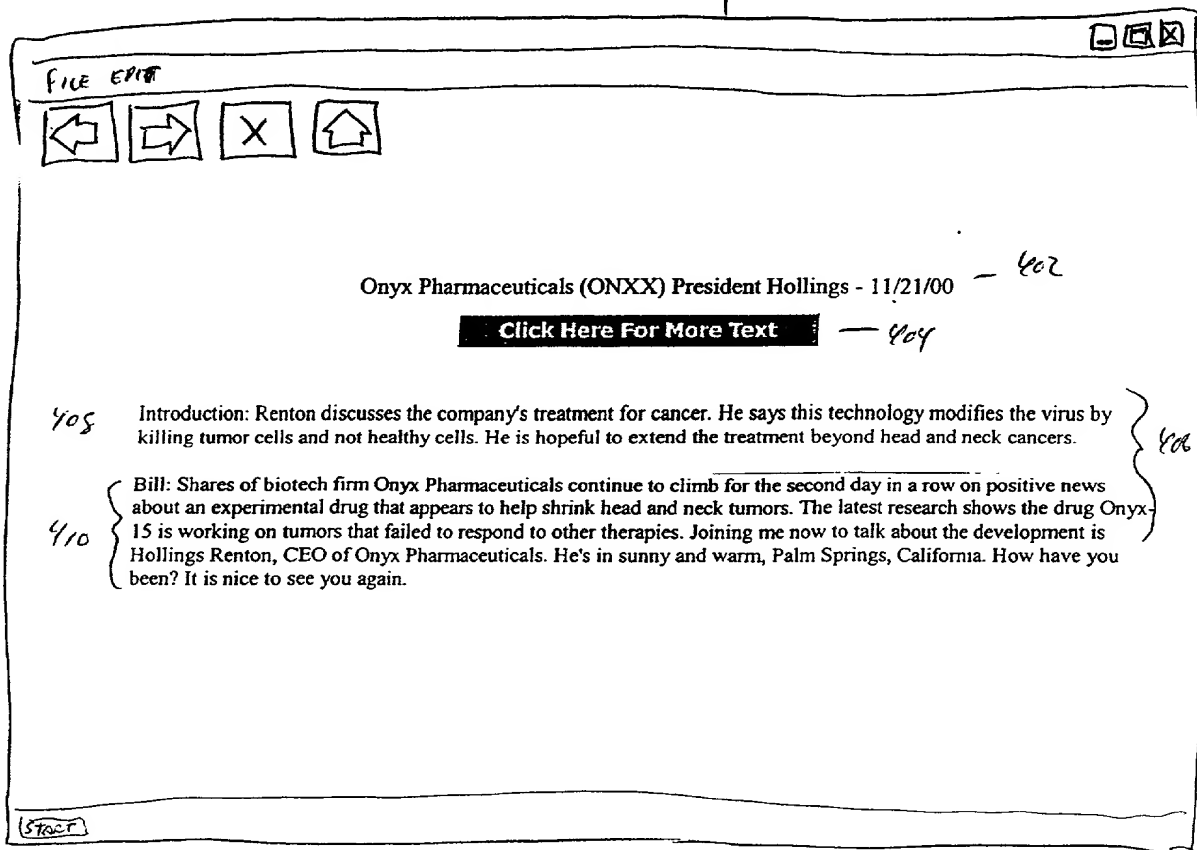 FILE EDIT
X
Onyx Pharmaceuticals (ONXX) President Hollings - 11/21/00 — 402
Click Here For More Text — 404
408 Introduction: Renton discusses the company's treatment for cancer. He says this technology modifies the virus by
killing tumor cells and not healthy cells. He is hopeful to extend the treatment beyond head and neck cancers.
406
Bill: Shares of biotech firm Onyx Pharmaceuticals continue to climb for the second day in a row on positive news
about an experimental drug that appears to help shrink head and neck tumors. The latest research shows the drug Onyx-
410 15 is working on tumors that failed to respond to other therapies. Joining me now to talk about the development is
Hollings Renton, CEO of Onyx Pharmaceuticals. He's in sunny and warm, Palm Springs, California. How have you
been? It is nice to see you again.
START